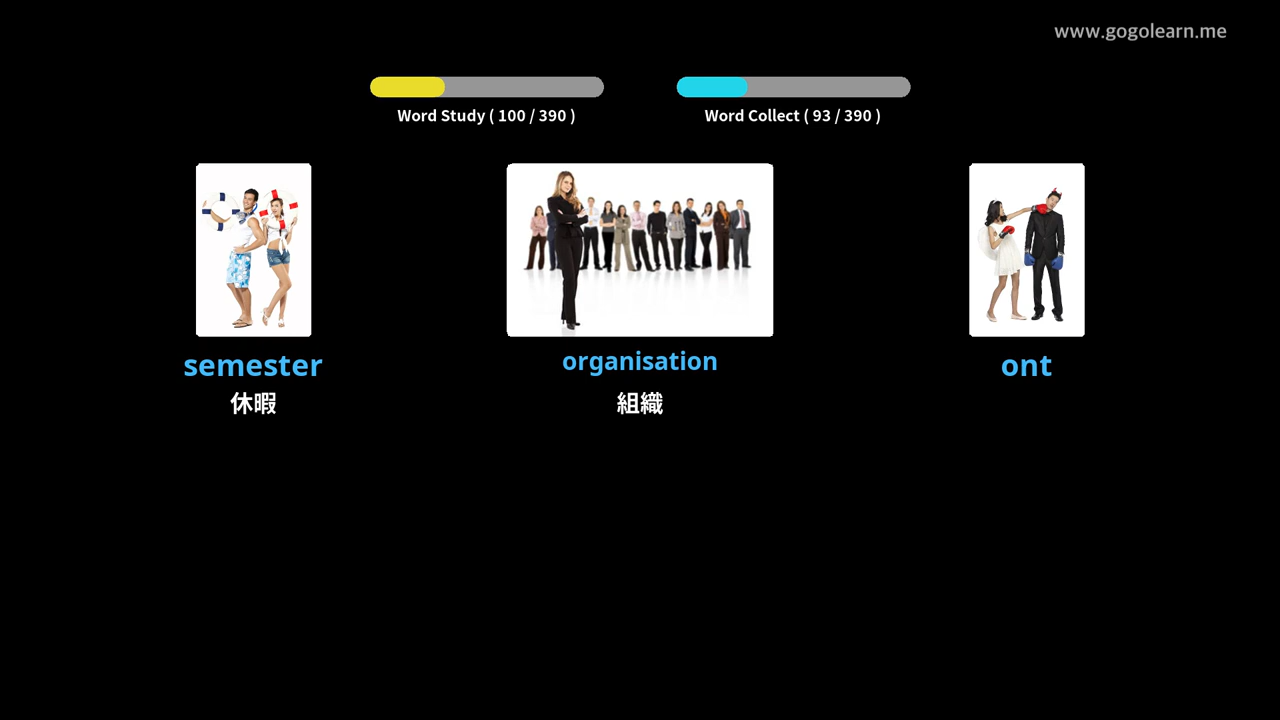 www.gogolearn.me
Word Study ( 100 / 390 )
Word Collect ( 93 / 390 )
semester
休暇
organisation
組織
ont